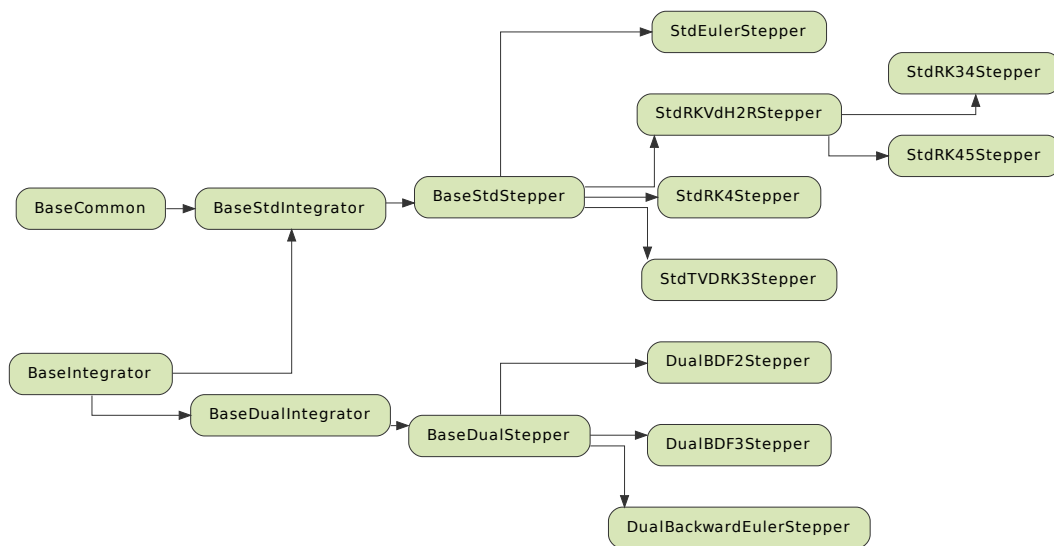 StdEulerStepper
StdRK34Stepper
StdRKVdH2RStepper
StdRK45Stepper
BaseCommon
BaseStdIntegrator
BaseStdStepper
StdRK4Stepper
StdTVDRK3Stepper
BaseIntegrator
DualBDF2Stepper
BaseDualIntegrator
BaseDualStepper
DualBDF3Stepper
DualBackwardEulerStepper